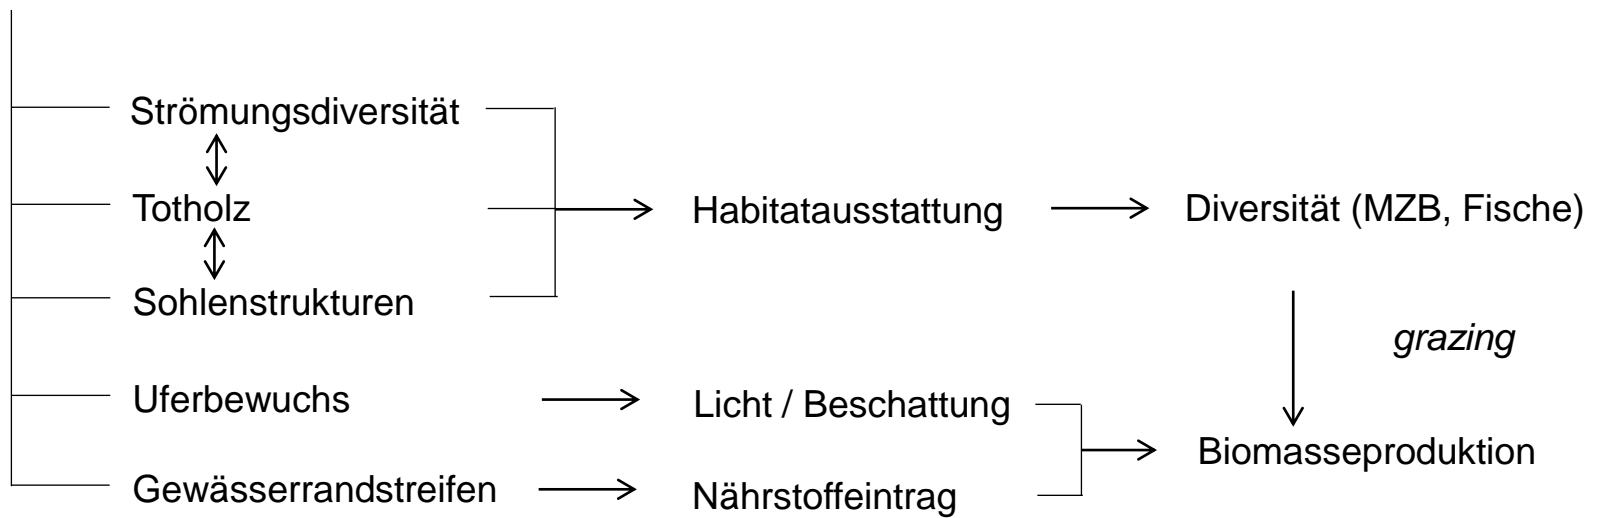 Strömungsdiversität
Totholz
Habitatausstattung
Diversität (MZB, Fische)
Sohlenstrukturen
grazing
Uferbewuchs
Licht / Beschattung
Biomasseproduktion
Gewässerrandstreifen
Nährstoffeintrag